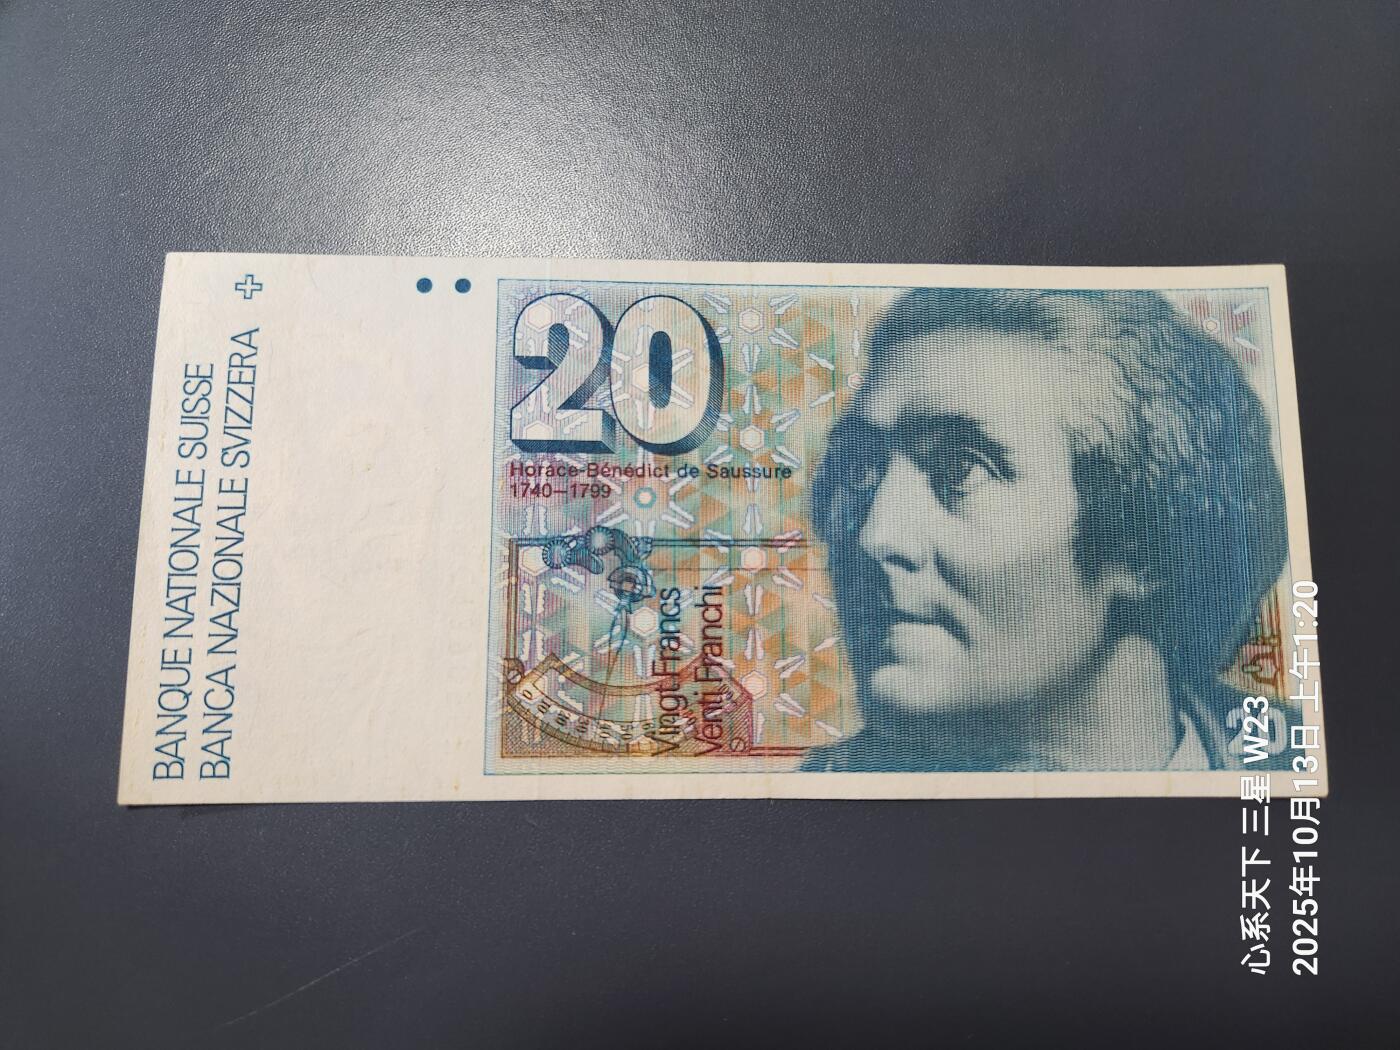 BANQUE NATIONALE SUISSE
BANCA NAZIONALE SVIZZERA
20
Horace-Bénédict de Saussure
1740–1799
Vingt Francs
Venti Franchi
20
心系天下 三星 W23
2025年10月13日 上午1:20